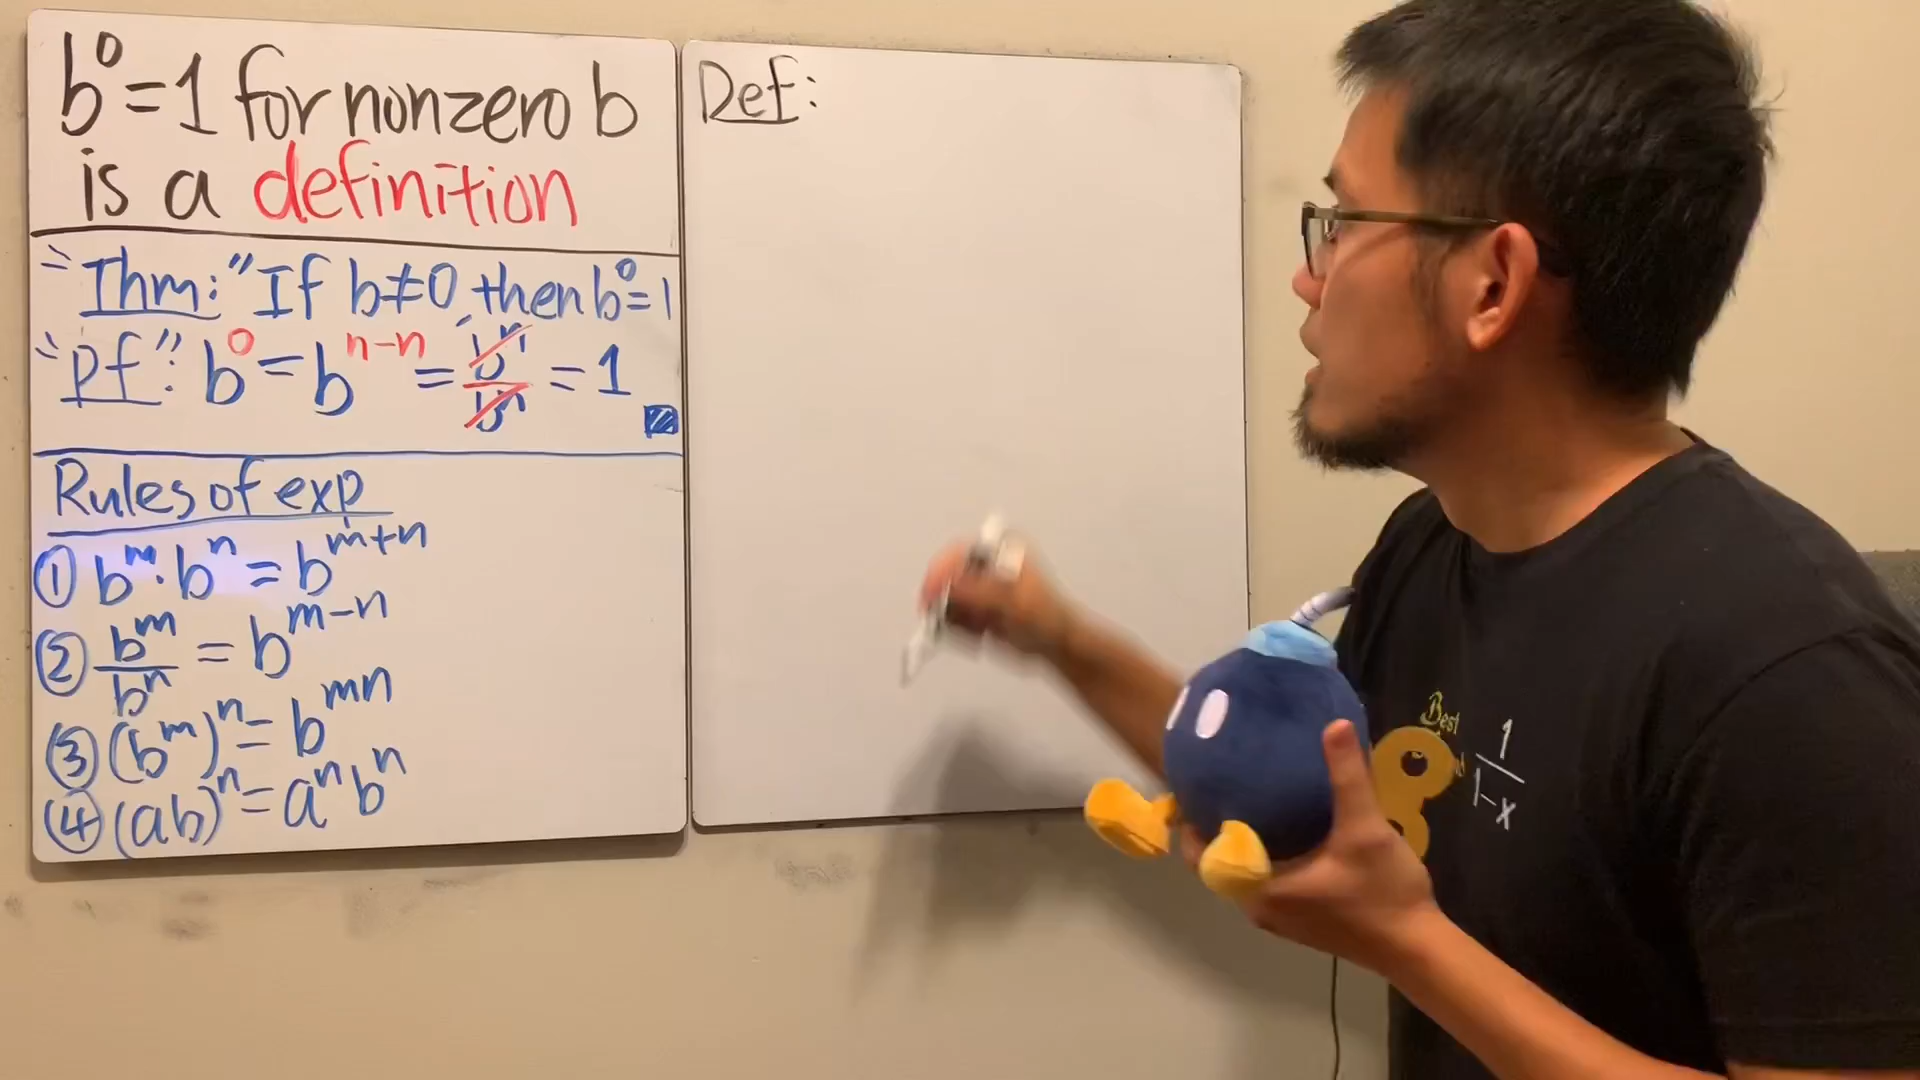 b⁰=1 for nonzero b
is a definition
"Thm:" If b≠0, then b⁰=1
"pf": b⁰ = bⁿ⁻ⁿ = bⁿ/bⁿ = 1
Rules of exp
① bᵐ·bⁿ = bᵐ⁺ⁿ
② bᵐ/bⁿ = bᵐ⁻ⁿ
③ (bᵐ)ⁿ = bᵐⁿ
④ (ab)ⁿ = aⁿbⁿ
Def:
Best
1/1-x